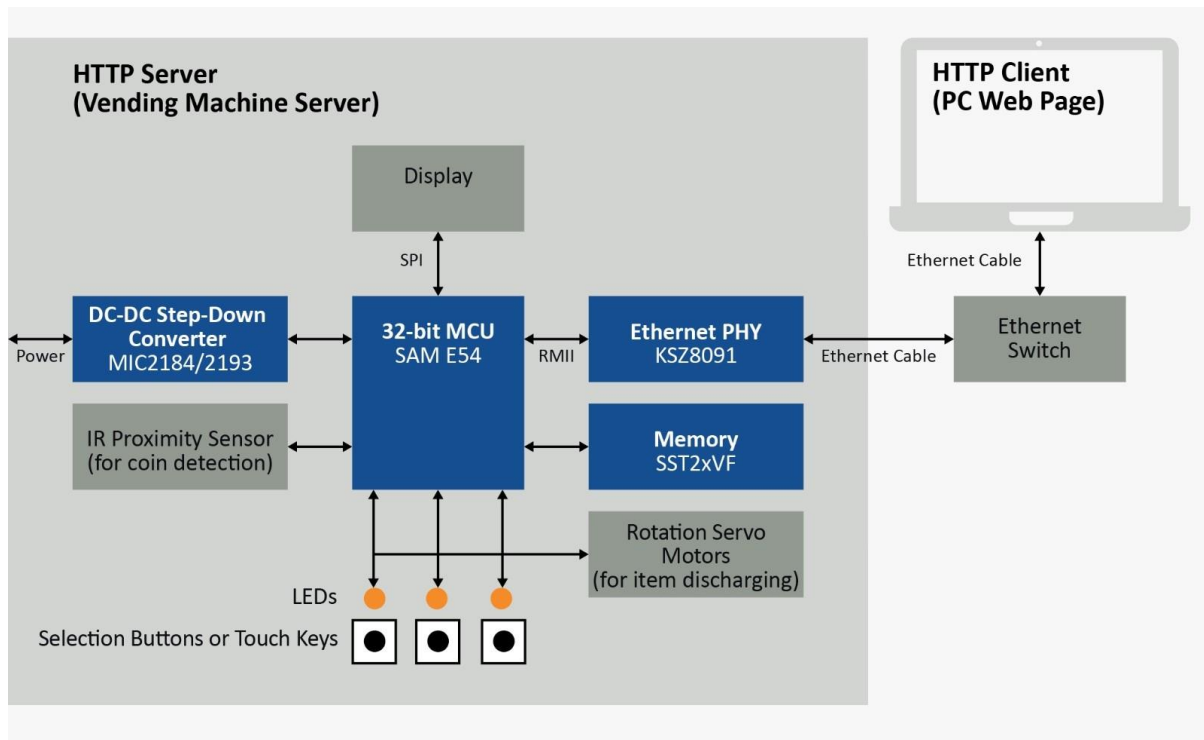 HTTP Server
(Vending Machine Server)
HTTP Client
(PC Web Page)
Display
SPI
Ethernet Cable
DC-DC Step-Down
Converter
MIC2184/2193
Power
32-bit MCU
SAM E54
RMII
Ethernet PHY
KSZ8091
Ethernet Cable
Ethernet
Switch
IR Proximity Sensor
(for coin detection)
Memory
SST2xVF
Rotation Servo
Motors
(for item discharging)
LEDs
Selection Buttons or Touch Keys